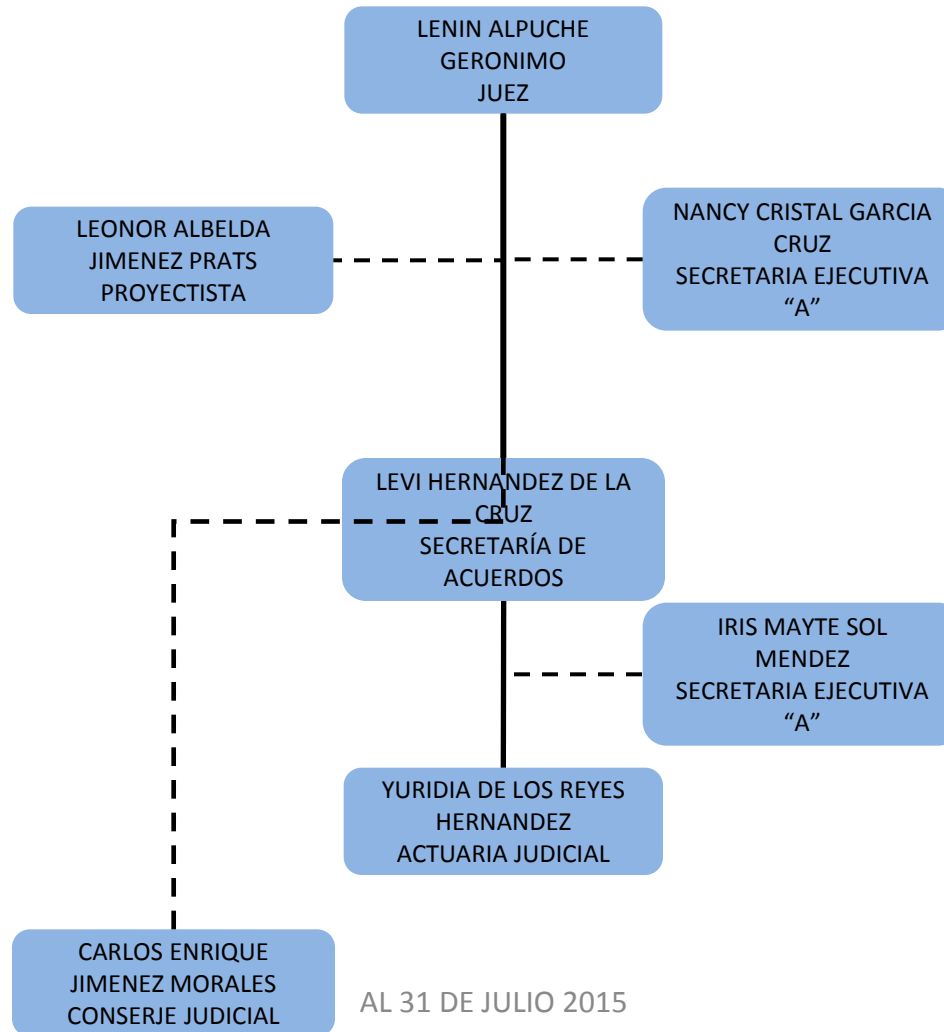 LENIN ALPUCHE
GERONIMO
JUEZ
LEONOR ALBELDA
JIMENEZ PRATS
PROYECTISTA
NANCY CRISTAL GARCIA
CRUZ
SECRETARIA EJECUTIVA
“A”
LEVI HERNANDEZ DE LA
CRUZ
SECRETARÍA DE
ACUERDOS
IRIS MAYTE SOL
MENDEZ
SECRETARIA EJECUTIVA
“A”
YURIDIA DE LOS REYES
HERNANDEZ
ACTUARIA JUDICIAL
CARLOS ENRIQUE
JIMENEZ MORALES
CONSERJE JUDICIAL
AL 31 DE JULIO 2015